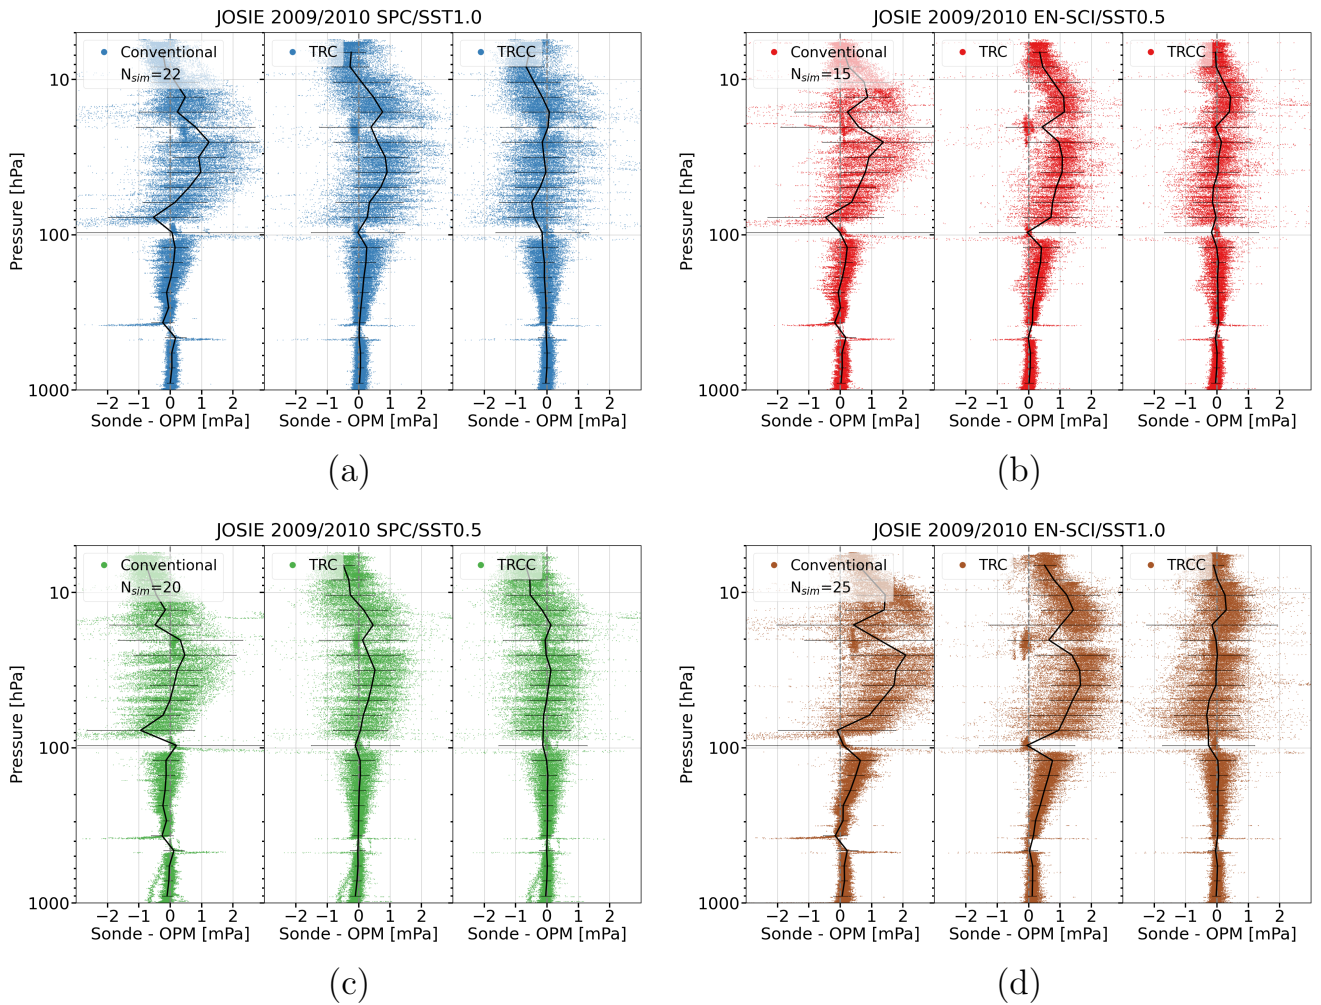 JOSIE 2009/2010 SPC/SST1.0
Conventional
N_sim=22
TRC
TRCC
10
100
1000
Pressure [hPa]
−2 −1 0 1 2
−2 −1 0 1 2
−2 −1 0 1 2
Sonde - OPM [mPa]
Sonde - OPM [mPa]
Sonde - OPM [mPa]
(a)
JOSIE 2009/2010 EN-SCI/SST0.5
Conventional
N_sim=15
TRC
TRCC
10
100
1000
Pressure [hPa]
−2 −1 0 1 2
−2 −1 0 1 2
−2 −1 0 1 2
Sonde - OPM [mPa]
Sonde - OPM [mPa]
Sonde - OPM [mPa]
(b)
JOSIE 2009/2010 SPC/SST0.5
Conventional
N_sim=20
TRC
TRCC
10
100
1000
Pressure [hPa]
−2 −1 0 1 2
−2 −1 0 1 2
−2 −1 0 1 2
Sonde - OPM [mPa]
Sonde - OPM [mPa]
Sonde - OPM [mPa]
(c)
JOSIE 2009/2010 EN-SCI/SST1.0
Conventional
N_sim=25
TRC
TRCC
10
100
1000
Pressure [hPa]
−2 −1 0 1 2
−2 −1 0 1 2
−2 −1 0 1 2
Sonde - OPM [mPa]
Sonde - OPM [mPa]
Sonde - OPM [mPa]
(d)